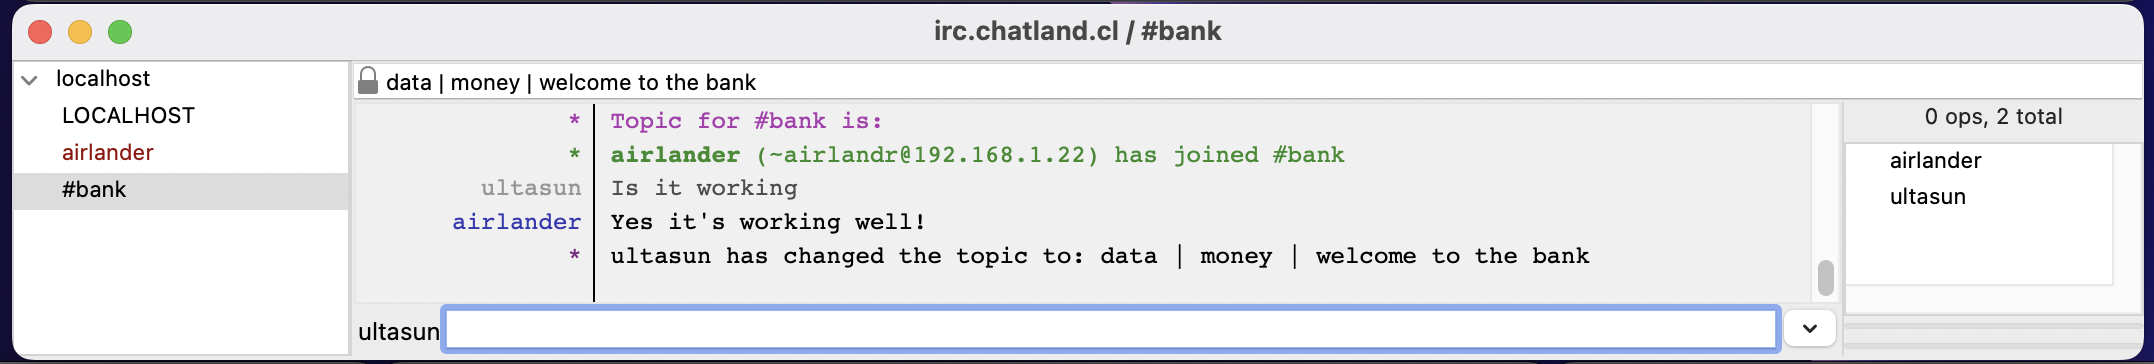 irc.chatland.cl / #bank
localhost
LOCALHOST
airlander
#bank
data | money | welcome to the bank
* Topic for #bank is:
* airlander (~airlandr@192.168.1.22) has joined #bank
ultasun Is it working
airlander Yes it's working well!
* ultasun has changed the topic to: data | money | welcome to the bank
ultasun
0 ops, 2 total
airlander
ultasun